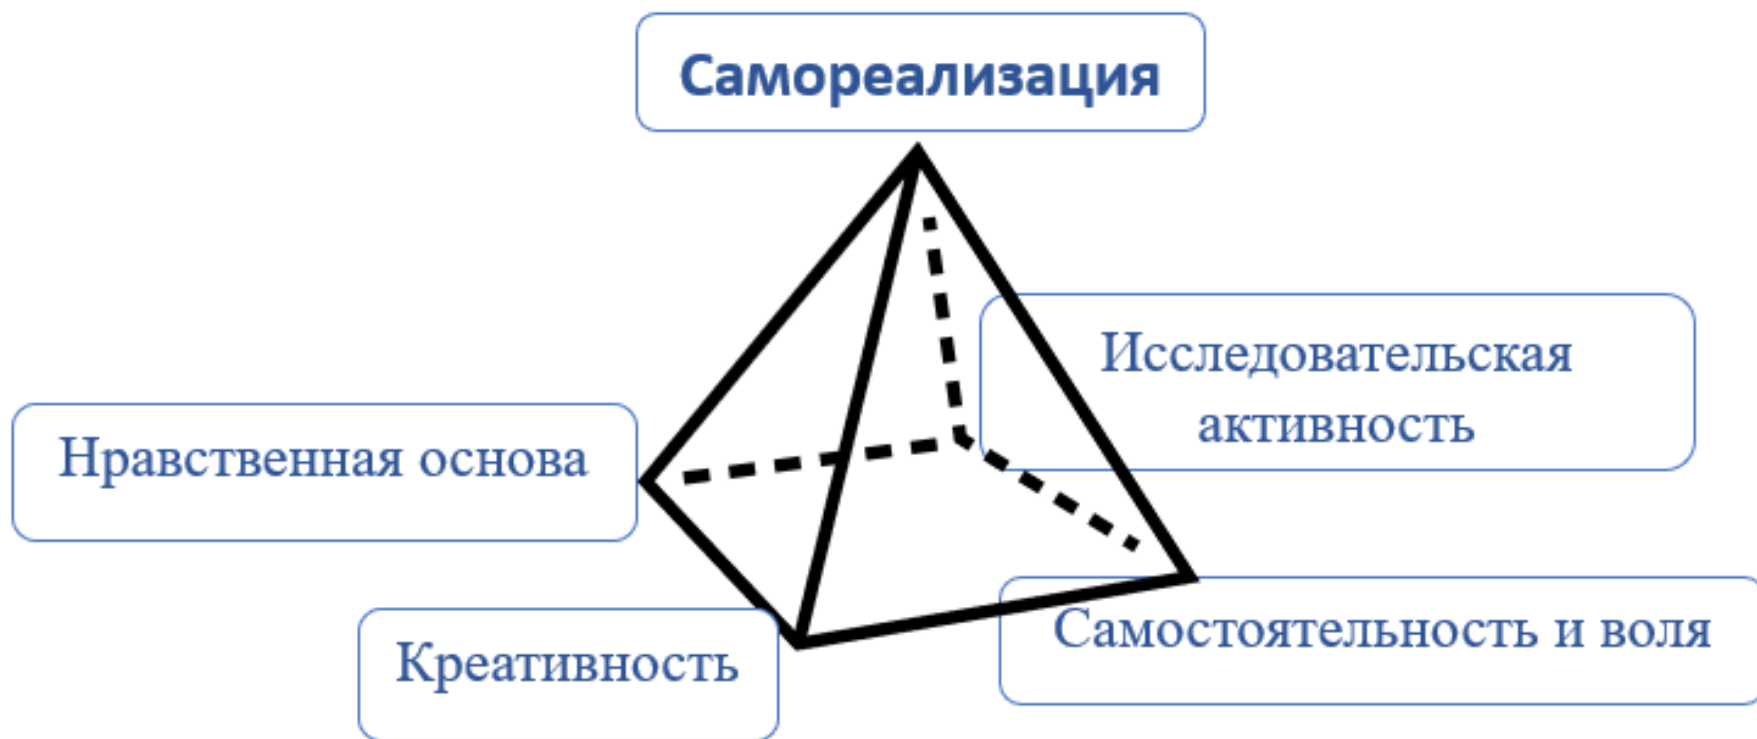 Самореализация
Исследовательская
активность
Нравственная основа
Самостоятельность и воля
Креативность